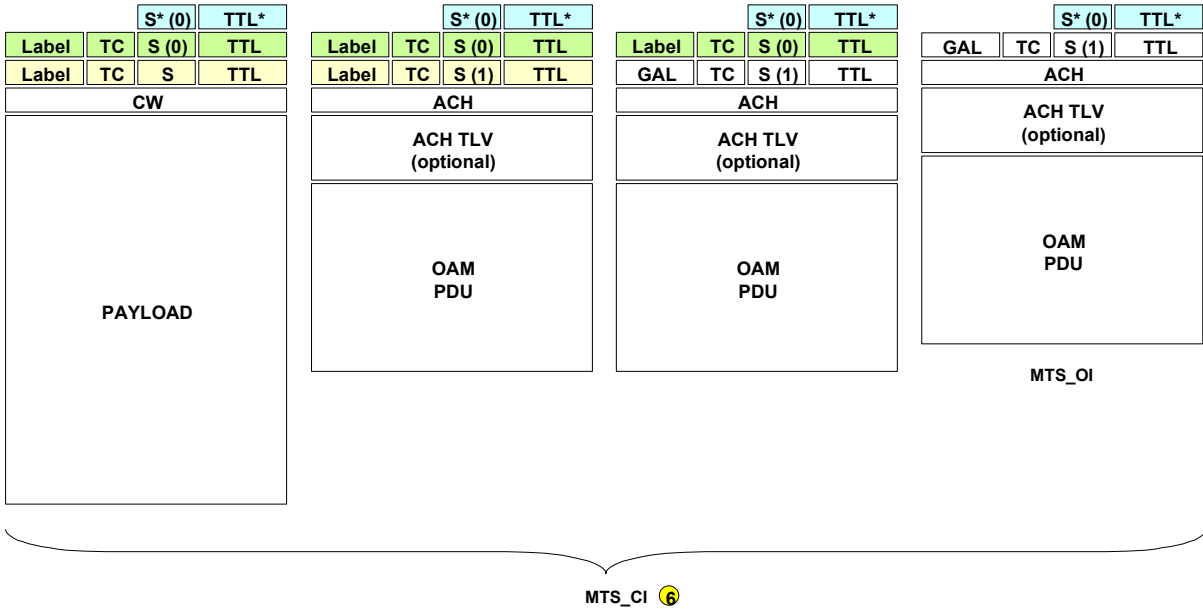 S* (0) TTL* S* (0) TTL* S* (0) TTL* S* (0) TTL*
Label TC S (0) TTL Label TC S (0) TTL Label TC S (0) TTL GAL TC S (1) TTL
Label TC S TTL Label TC S (1) TTL GAL TC S (1) TTL ACH
CW ACH ACH ACH TLV
(optional)
ACH TLV
(optional)
ACH TLV
(optional)
OAM
PDU
OAM
PDU
OAM
PDU
PAYLOAD
MTS_OI
MTS_CI 6